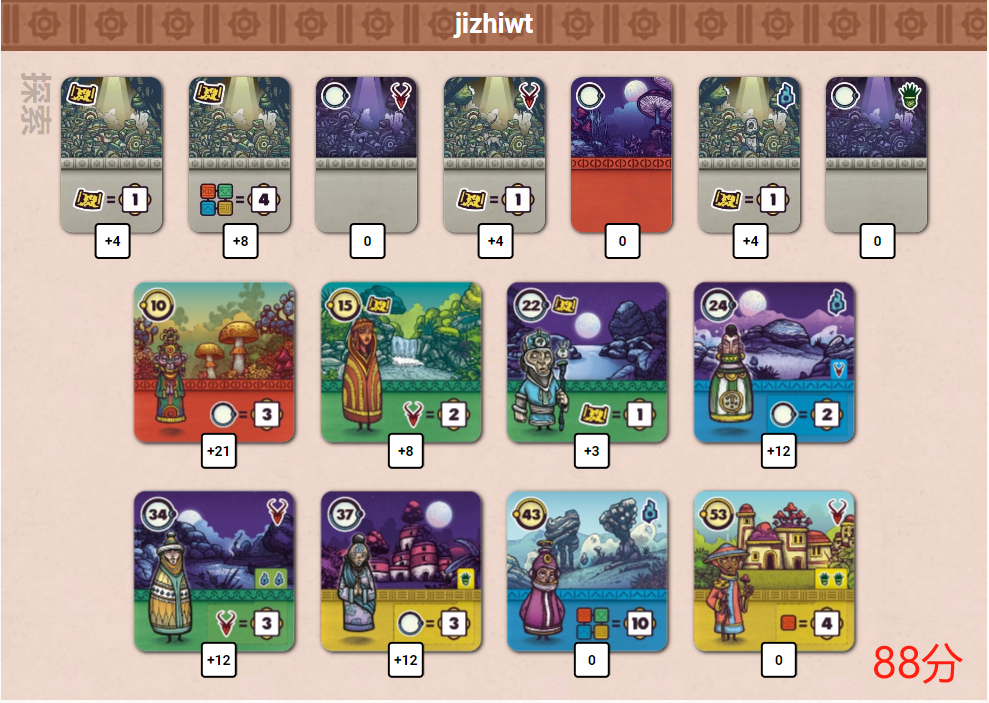 jizhiwt
探索
= 1
= 4
= 1
= 1
+4 +8 0 +4 0 +4 0
10 15 22 24
= 3 = 2 = 1 = 2
+21 +8 +3 +12
34 37 43 53
= 3 = 3 = 10 = 4
+12 +12 0 0
88分